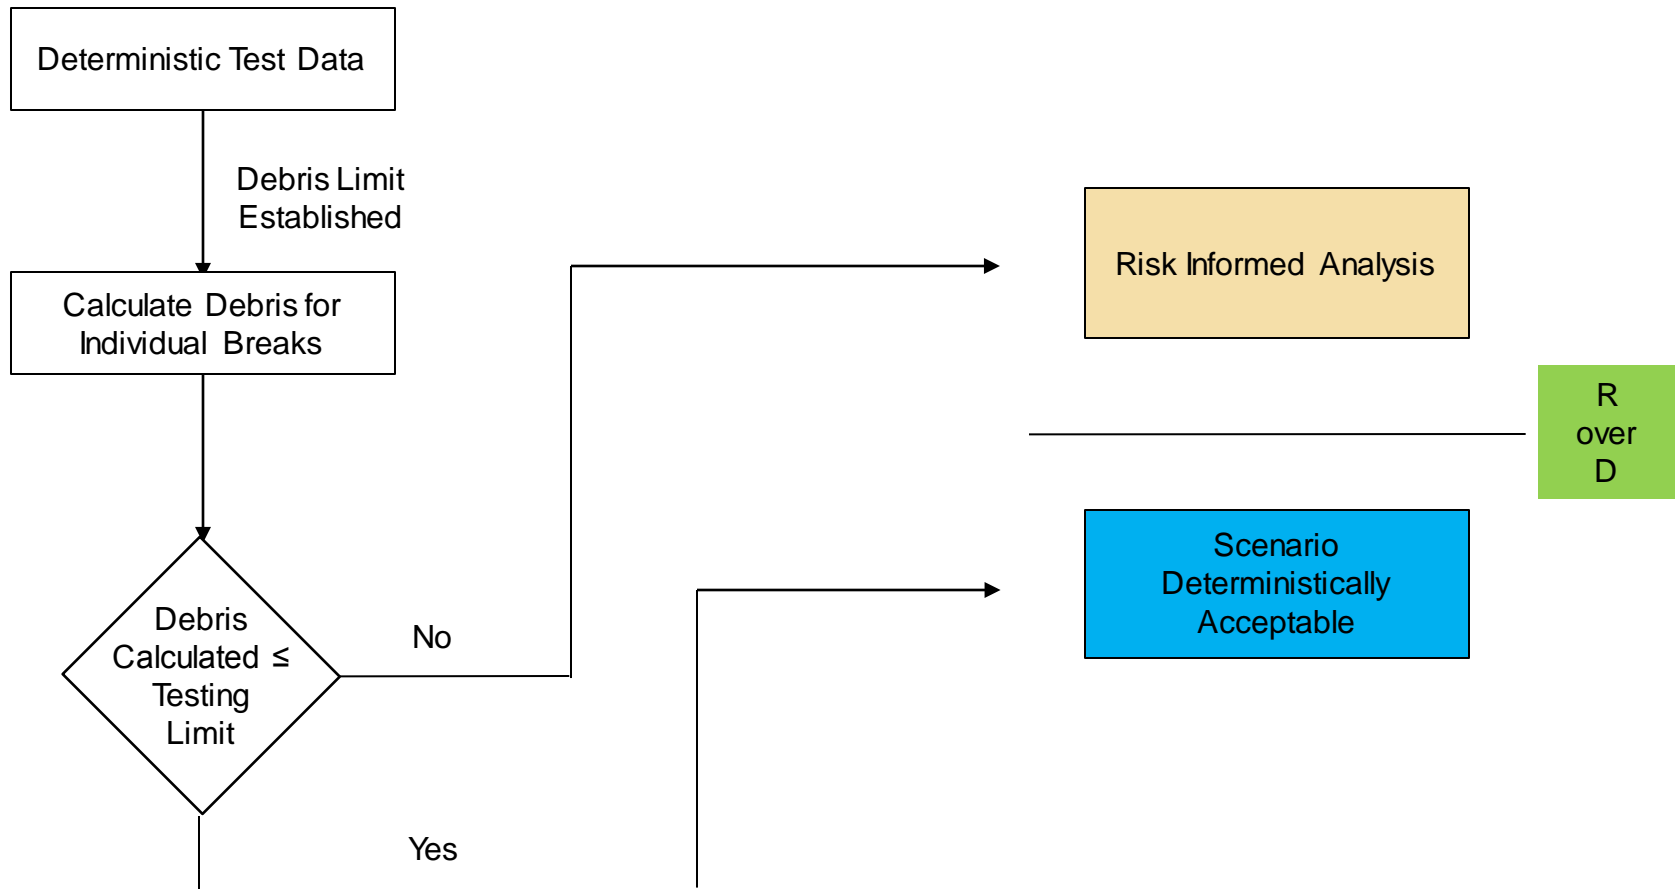 Deterministic Test Data
Debris Limit
Established
Calculate Debris for
Individual Breaks
Debris
Calculated ≤
Testing
Limit
No
Yes
Risk Informed Analysis
R
over
D
Scenario
Deterministically
Acceptable